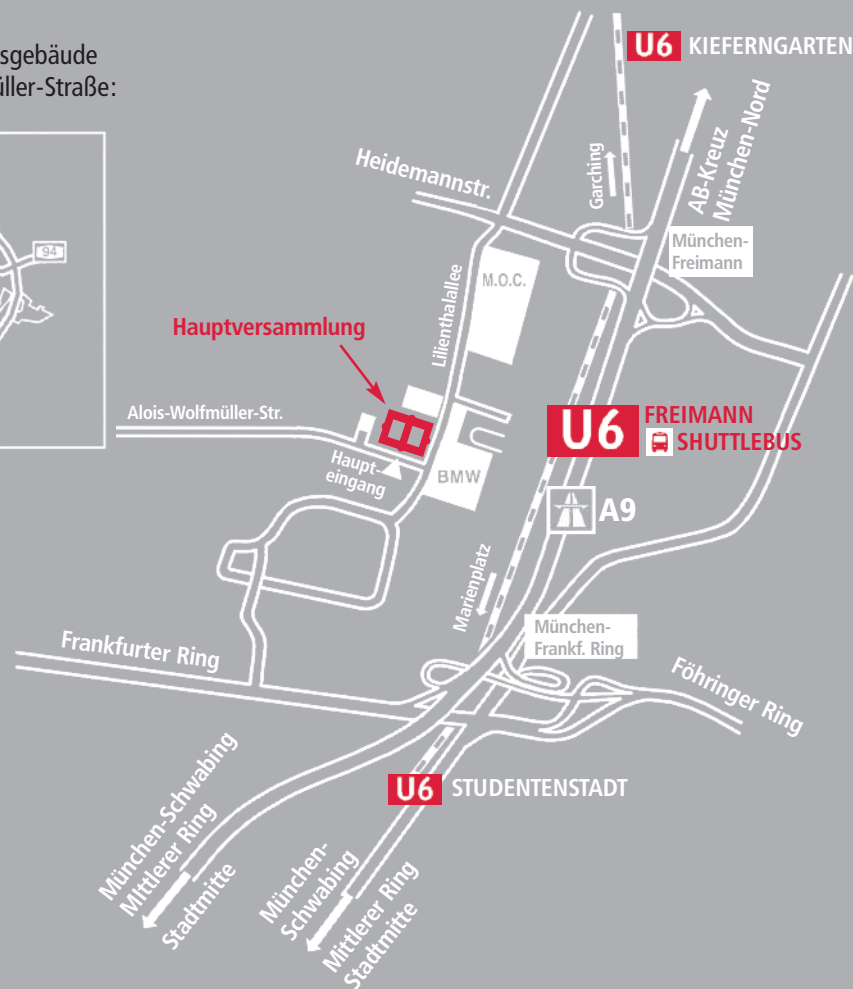 sgebäude
üller-Straße:
94
U6 KIEFERNGARTEN
AB-Kreuz
München-Nord
Garching
Heidemannstr.
München-
Freimann
M.O.C.
Lilienthalallee
Hauptversammlung
Alois-Wolfmüller-Str.
Haupt-
eingang
BMW
U6 FREIMANN
SHUTTLEBUS
A9
Marienplatz
München-
Frankf. Ring
Frankfurter Ring
Föhringer Ring
U6 STUDENTENSTADT
München-Schwabing
Mittlerer Ring
Stadtmitte
München-
Schwabing
Mittlerer Ring
Stadtmitte